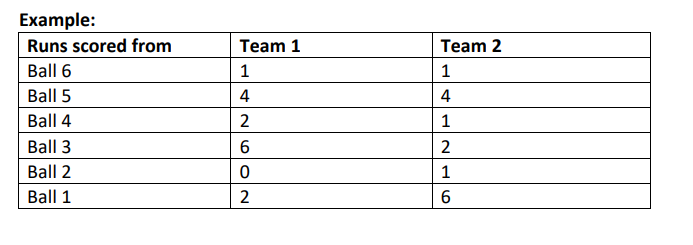 Example:
Runs scored from Team 1 Team 2
Ball 6 1 1
Ball 5 4 4
Ball 4 2 1
Ball 3 6 2
Ball 2 0 1
Ball 1 2 6